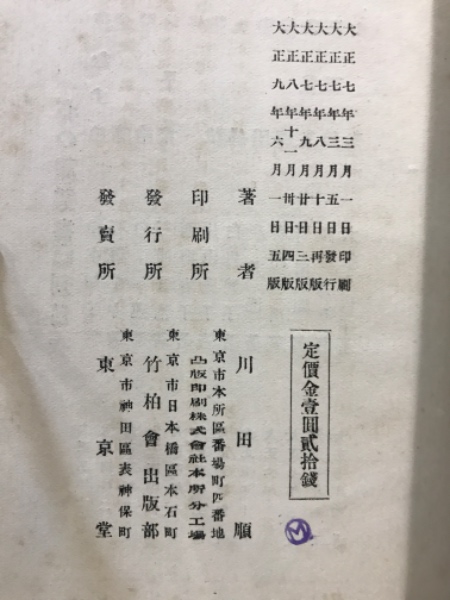 大正七年三月一日印刷
大正七年三月五日發行
大正七年八月十日再版
大正七年九月廿日三版
大正八年十一月卅日四版
大正九年六月一日五版
定價金壹圓貳拾錢
著者 川田順
印刷所 東京市本所區番場町四番地
凸版印刷株式會社本所分工場
發行所 東京市日本橋區本石町
竹柏會出版部
發賣所 東京市神田區表神保町
東京堂
M